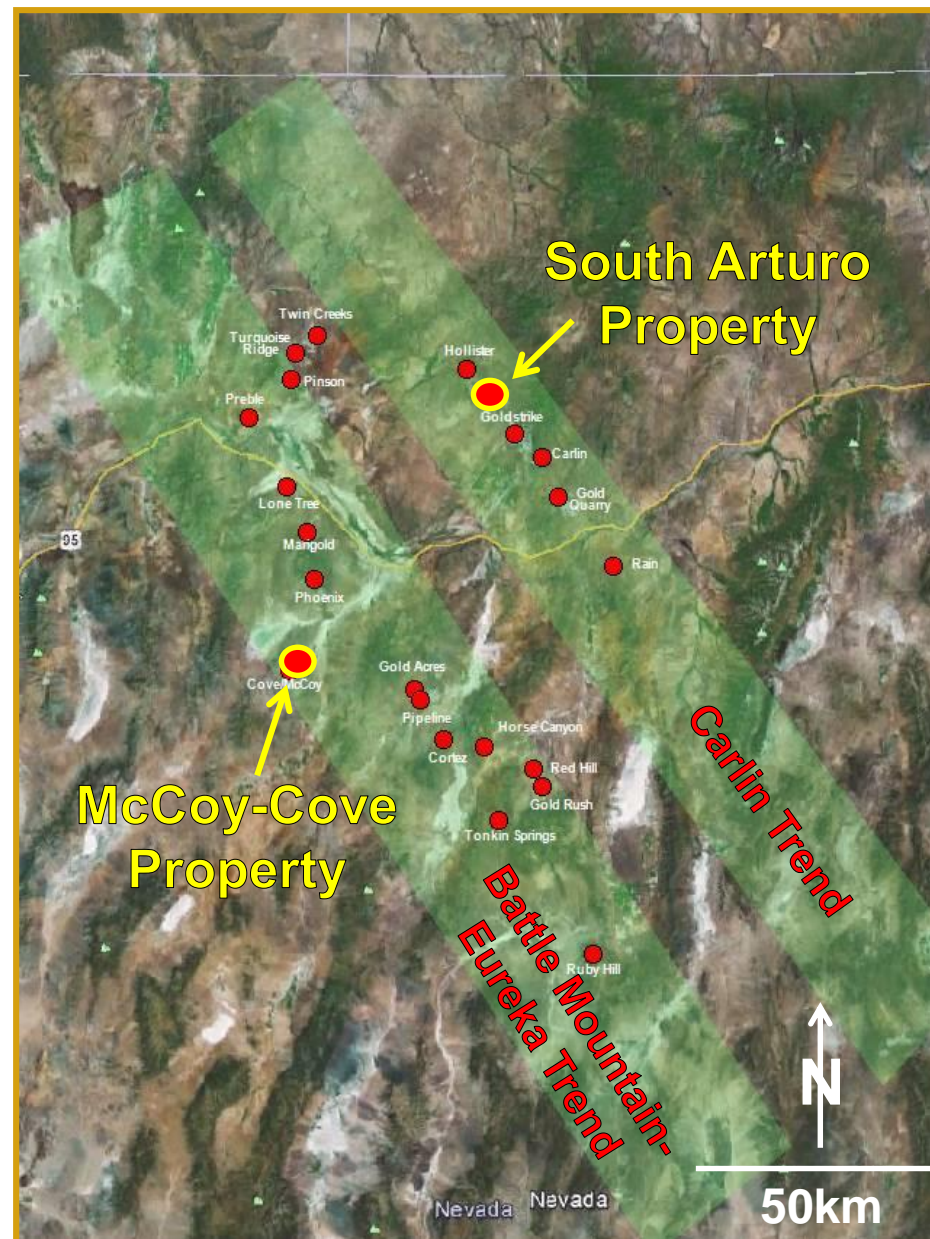 South Arturo
Property
Twin Creeks
Turquoise
Ridge
Hollister
Pinson
Preble
Goldstrike
Carlin
Gold
Quarry
Lone Tree
Marigold
95
Rain
Phoenix
Gold Acres
Cove/McCoy
Pipeline
Horse Canyon
Cortez
Red Hill
Gold Rush
McCoy-Cove
Property
Tonkin Springs
Carlin Trend
Battle Mountain-
Eureka Trend
Ruby Hill
N
Nevada
Nevada
50km